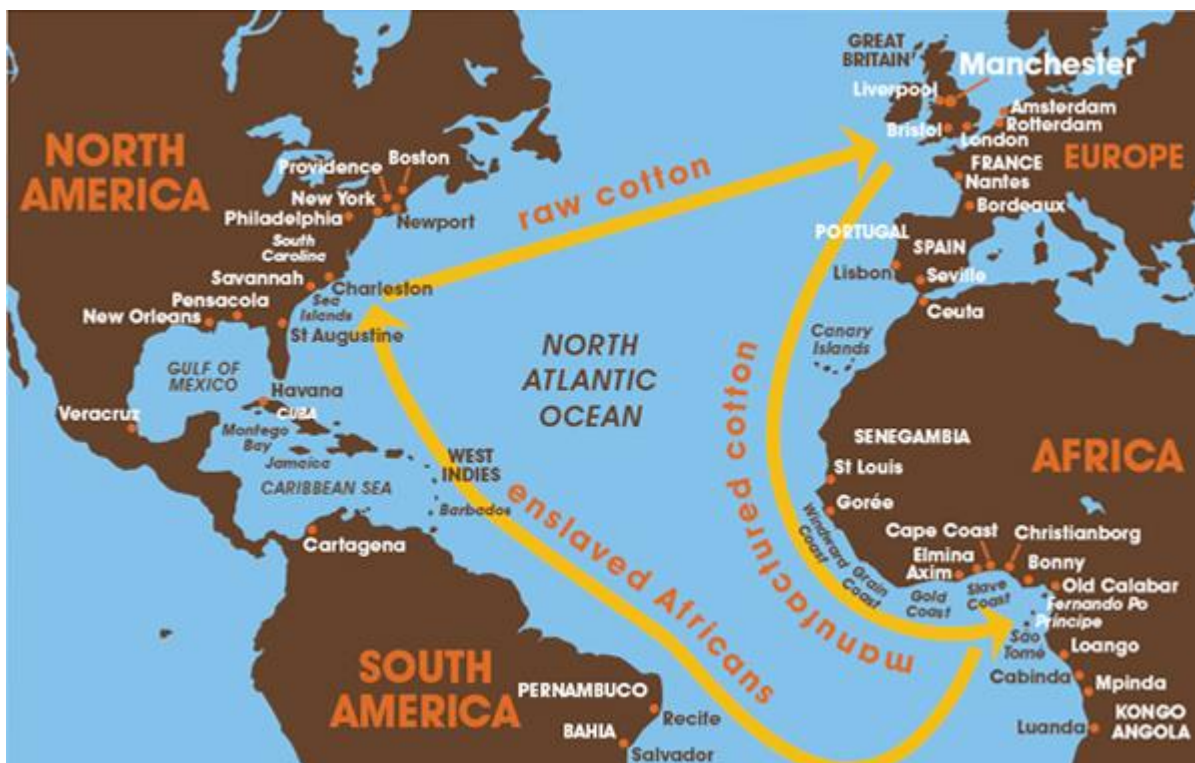 GREAT
BRITAIN'
Manchester
Liverpool
Amsterdam
Rotterdam
Bristol
London
EUROPE
FRANCE
Nantes
Bordeaux
PORTUGAL
SPAIN
Lisbon
Seville
Ceuta
Canary
Islands
NORTH
AMERICA
Boston
Providence
New York
Newport
Philadelphia
South
Caroline
Savannah
Charleston
Sea
Islands
Pensacola
New Orleans
St Augustine
GULF OF
MEXICO
Havana
CUBA
Veracruz
Montego
Bay
Jamaica
WEST
INDIES
CARIBBEAN SEA
Barbados
Cartagena
raw cotton
NORTH
ATLANTIC
OCEAN
manufactured cotton
enslaved Africans
SENEGAMBIA
AFRICA
St Louis
Gorée
Windward
Coast
Grain
Coast
Cape Coast
Christianborg
Elmina
Axim
Bonny
Gold
Coast
Slave
Coast
Old Calabar
Fernando Po
Príncipe
São
Tomé
Loango
Cabinda
Mpinda
KONGO
ANGOLA
Luanda
SOUTH
AMERICA
PERNAMBUCO
Recife
BAHIA
Salvador